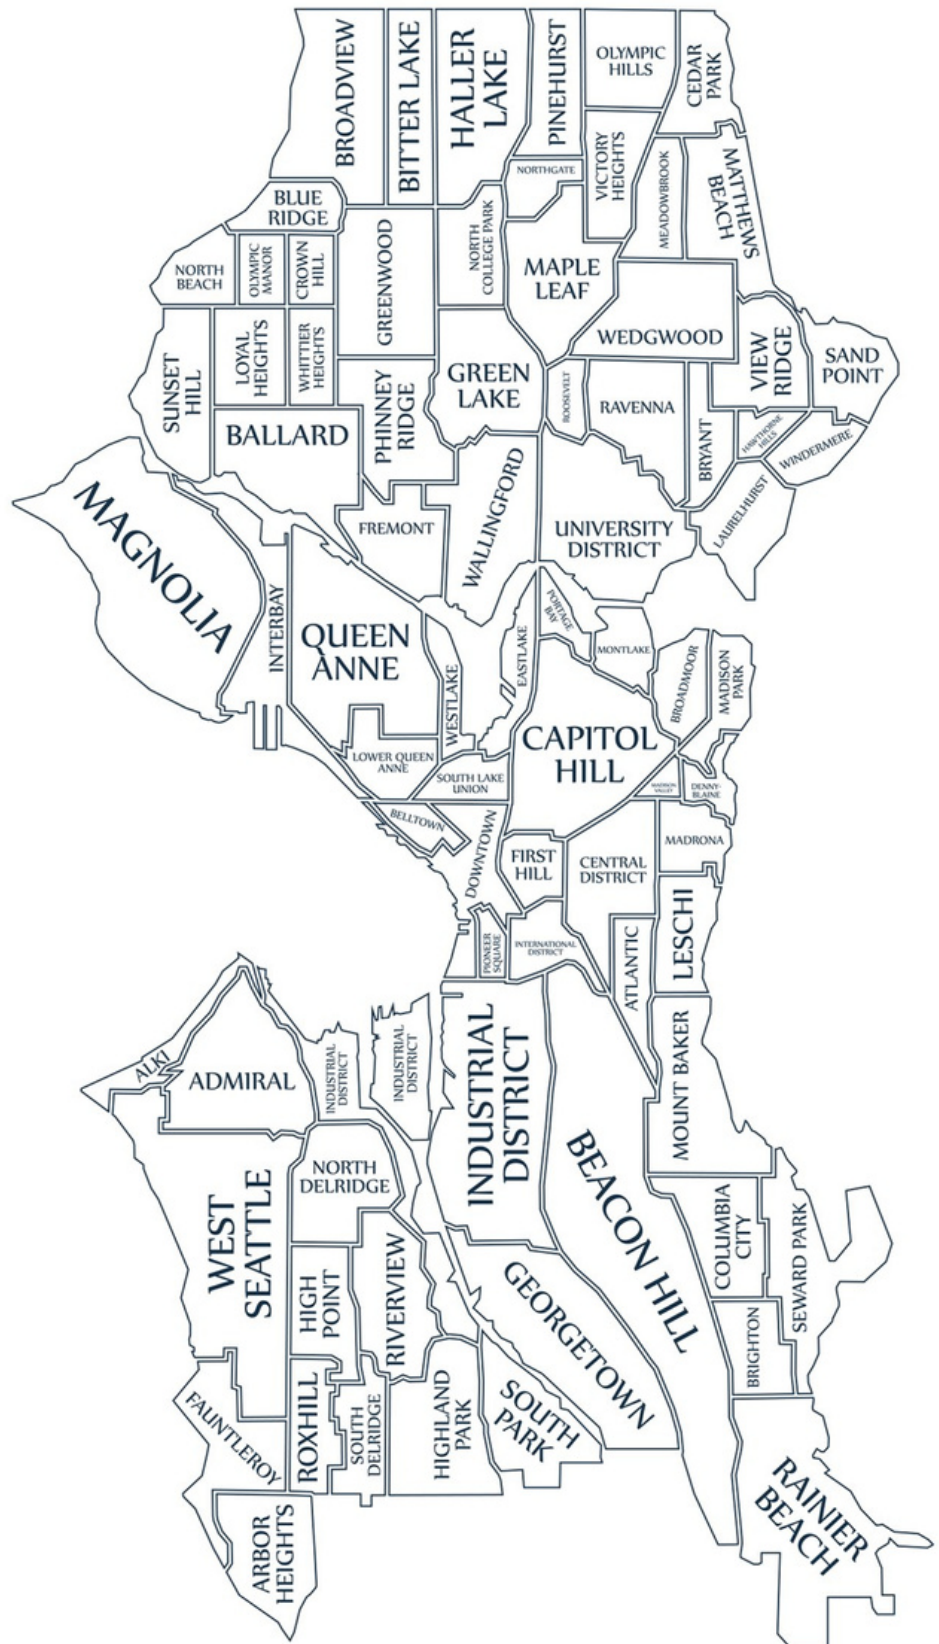 BROADVIEW
BITTER LAKE
HALLER
LAKE
PINEHURST
OLYMPIC
HILLS
CEDAR
PARK
NORTHGATE
VICTORY
HEIGHTS
MEADOWBROOK
MATTHEWS
BEACH
BLUE
RIDGE
NORTH
BEACH
OLYMPIC
MANOR
CROWN
HILL
GREENWOOD
NORTH
COLLEGE PARK
MAPLE
LEAF
WEDGWOOD
VIEW
RIDGE
SAND
POINT
SUNSET
HILL
LOYAL
HEIGHTS
WHITTIER
HEIGHTS
PHINNEY
RIDGE
GREEN
LAKE
ROOSEVELT
RAVENNA
BRYANT
HAWTHORNE
HILLS
WINDERMERE
BALLARD
MAGNOLIA
FREMONT
WALLINGFORD
UNIVERSITY
DISTRICT
LAURELHURST
INTERBAY
QUEEN
ANNE
WESTLAKE
EASTLAKE
PORTAGE
BAY
MONTLAKE
BROADMOOR
MADISON
PARK
LOWER QUEEN
ANNE
SOUTH LAKE
UNION
CAPITOL
HILL
MADISON
VALLEY
DENNY-
BLAINE
BELLTOWN
DOWNTOWN
FIRST
HILL
CENTRAL
DISTRICT
MADRONA
LESCHI
PIONEER
SQUARE
INTERNATIONAL
DISTRICT
ATLANTIC
ALKI
ADMIRAL
INDUSTRIAL
DISTRICT
INDUSTRIAL
DISTRICT
INDUSTRIAL
DISTRICT
MOUNT BAKER
BEACON HILL
NORTH
DELRIDGE
WEST
SEATTLE
COLUMBIA
CITY
SEWARD PARK
HIGH
POINT
RIVERVIEW
GEORGETOWN
BRIGHTON
FAUNTLEROY
ROXHILL
SOUTH
DELRIDGE
HIGHLAND
PARK
SOUTH
PARK
RAINIER
BEACH
ARBOR
HEIGHTS